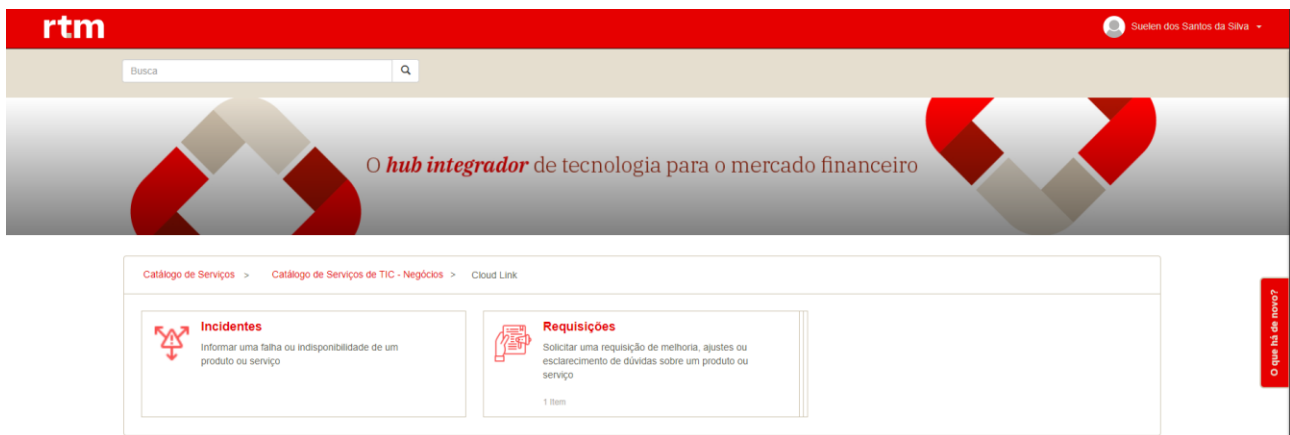 rtm
Suelen dos Santos da Silva
Busca
O hub integrador de tecnologia para o mercado financeiro
Catálogo de Serviços > Catálogo de Serviços de TIC - Negócios > Cloud Link
Incidentes
Informar uma falha ou indisponibilidade de um
produto ou serviço
Requisições
Solicitar uma requisição de melhoria, ajustes ou
esclarecimento de dúvidas sobre um produto ou
serviço
1 Item
O que há de novo?